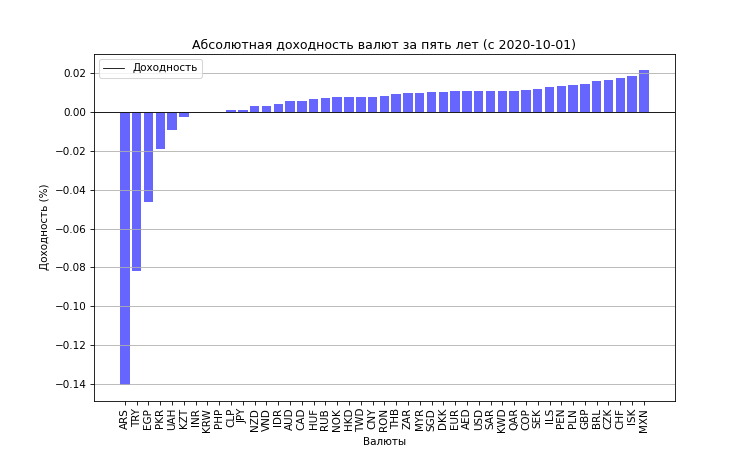 Абсолютная доходность валют за пять лет (с 2020-10-01)
Доходность
0.02
0.00
−0.02
−0.04
−0.06
−0.08
−0.10
−0.12
−0.14
Доходность (%)
ARS
TRY
EGP
PKR
UAH
KZT
INR
KRW
PHP
CLP
JPY
NZD
VND
IDR
AUD
CAD
HUF
RUB
NOK
HKD
TWD
CNY
RON
THB
ZAR
MYR
SGD
DKK
EUR
AED
USD
SAR
KWD
QAR
COP
SEK
ILS
PEN
PLN
GBP
BRL
CZK
CHF
ISK
MXN
Валюты